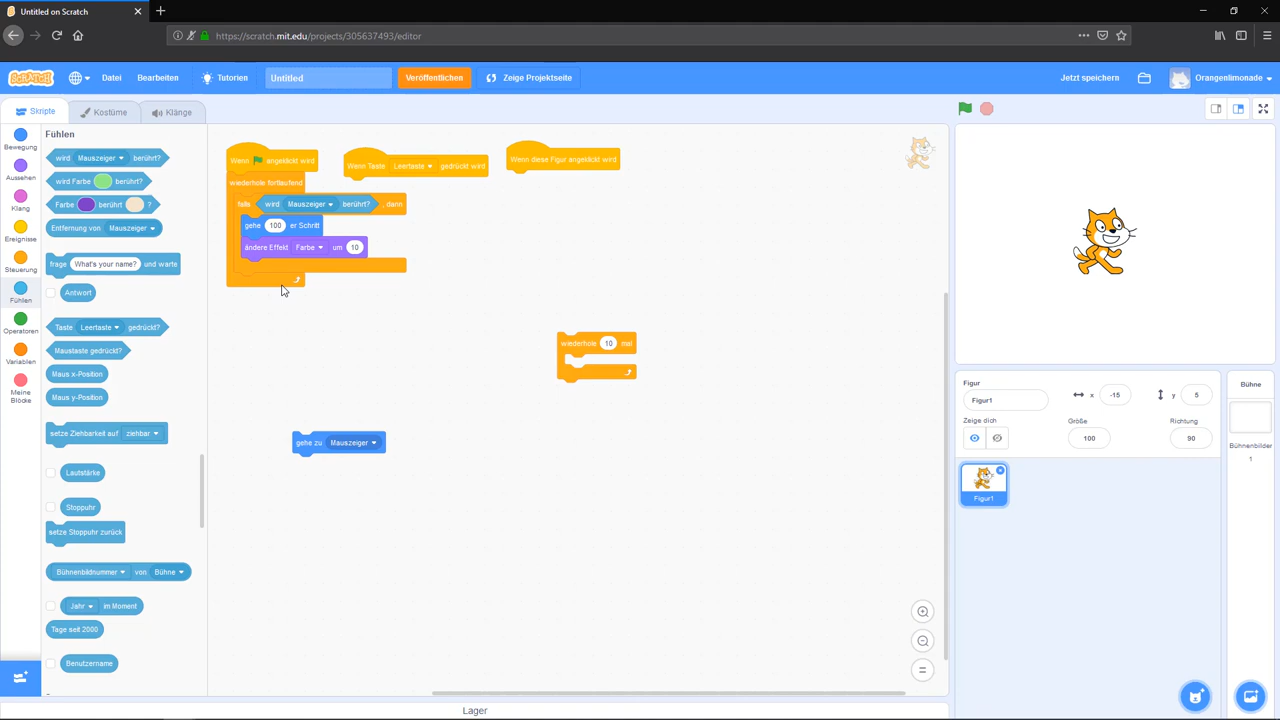 Untitled on Scratch
https://scratch.mit.edu/projects/305637493/editor
SCRATCH
Datei
Bearbeiten
Tutorien
Untitled
Veröffentlichen
Zeige Projektseite
Jetzt speichern
Orangenlimonade
Skripte
Kostüme
Klänge
Bewegung
Aussehen
Klang
Ereignisse
Steuerung
Fühlen
Operatoren
Variablen
Meine
Blöcke
Fühlen
wird Mauszeiger berührt?
wird Farbe berührt?
Farbe berührt ?
Entfernung von Mauszeiger
frage What's your name? und warte
Antwort
Taste Leertaste gedrückt?
Maustaste gedrückt?
Maus x-Position
Maus y-Position
setze Ziehbarkeit auf ziehbar
Lautstärke
Stoppuhr
setze Stoppuhr zurück
Bühnenbildnummer von Bühne
Jahr im Moment
Tage seit 2000
Benutzername
Wenn angeklickt wird
wiederhole fortlaufend
falls wird Mauszeiger berührt? , dann
gehe 100 er Schritt
ändere Effekt Farbe um 10
Wenn Taste Leertaste gedrückt wird
Wenn diese Figur angeklickt wird
wiederhole 10 mal
gehe zu Mauszeiger
Lager
Figur
Figur1
x -15
y 5
Zeige dich
Größe
100
Richtung
90
Figur1
Bühne
Bühnenbilder
1